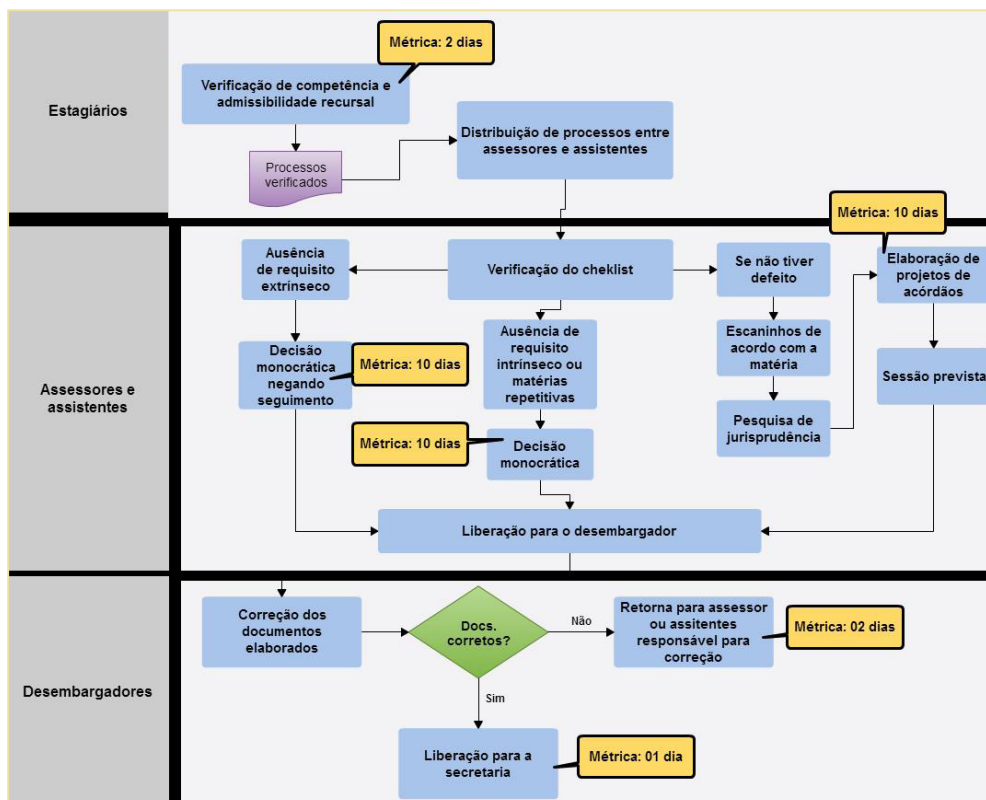 Estagiários
Métrica: 2 dias
Verificação de competência e
admissibilidade recursal
Processos
verificados
Distribuição de processos entre
assessores e assistentes
Assessores e
assistentes
Métrica: 10 dias
Ausência
de requisito
extrínseco
Verificação do cheklist
Se não tiver
defeito
Elaboração de
projetos de
acórdãos
Decisão
monocrática
negando
seguimento
Métrica: 10 dias
Ausência de
requisito
intrínseco ou
matérias
repetitivas
Escaninhos de
acordo com a
matéria
Sessão prevista
Métrica: 10 dias
Decisão
monocrática
Pesquisa de
jurisprudência
Liberação para o desembargador
Desembargadores
Correção dos
documentos
elaborados
Docs.
corretos?
Não
Retorna para assessor
ou assitentes
responsável para
correção
Métrica: 02 dias
Sim
Liberação para a
secretaria
Métrica: 01 dia